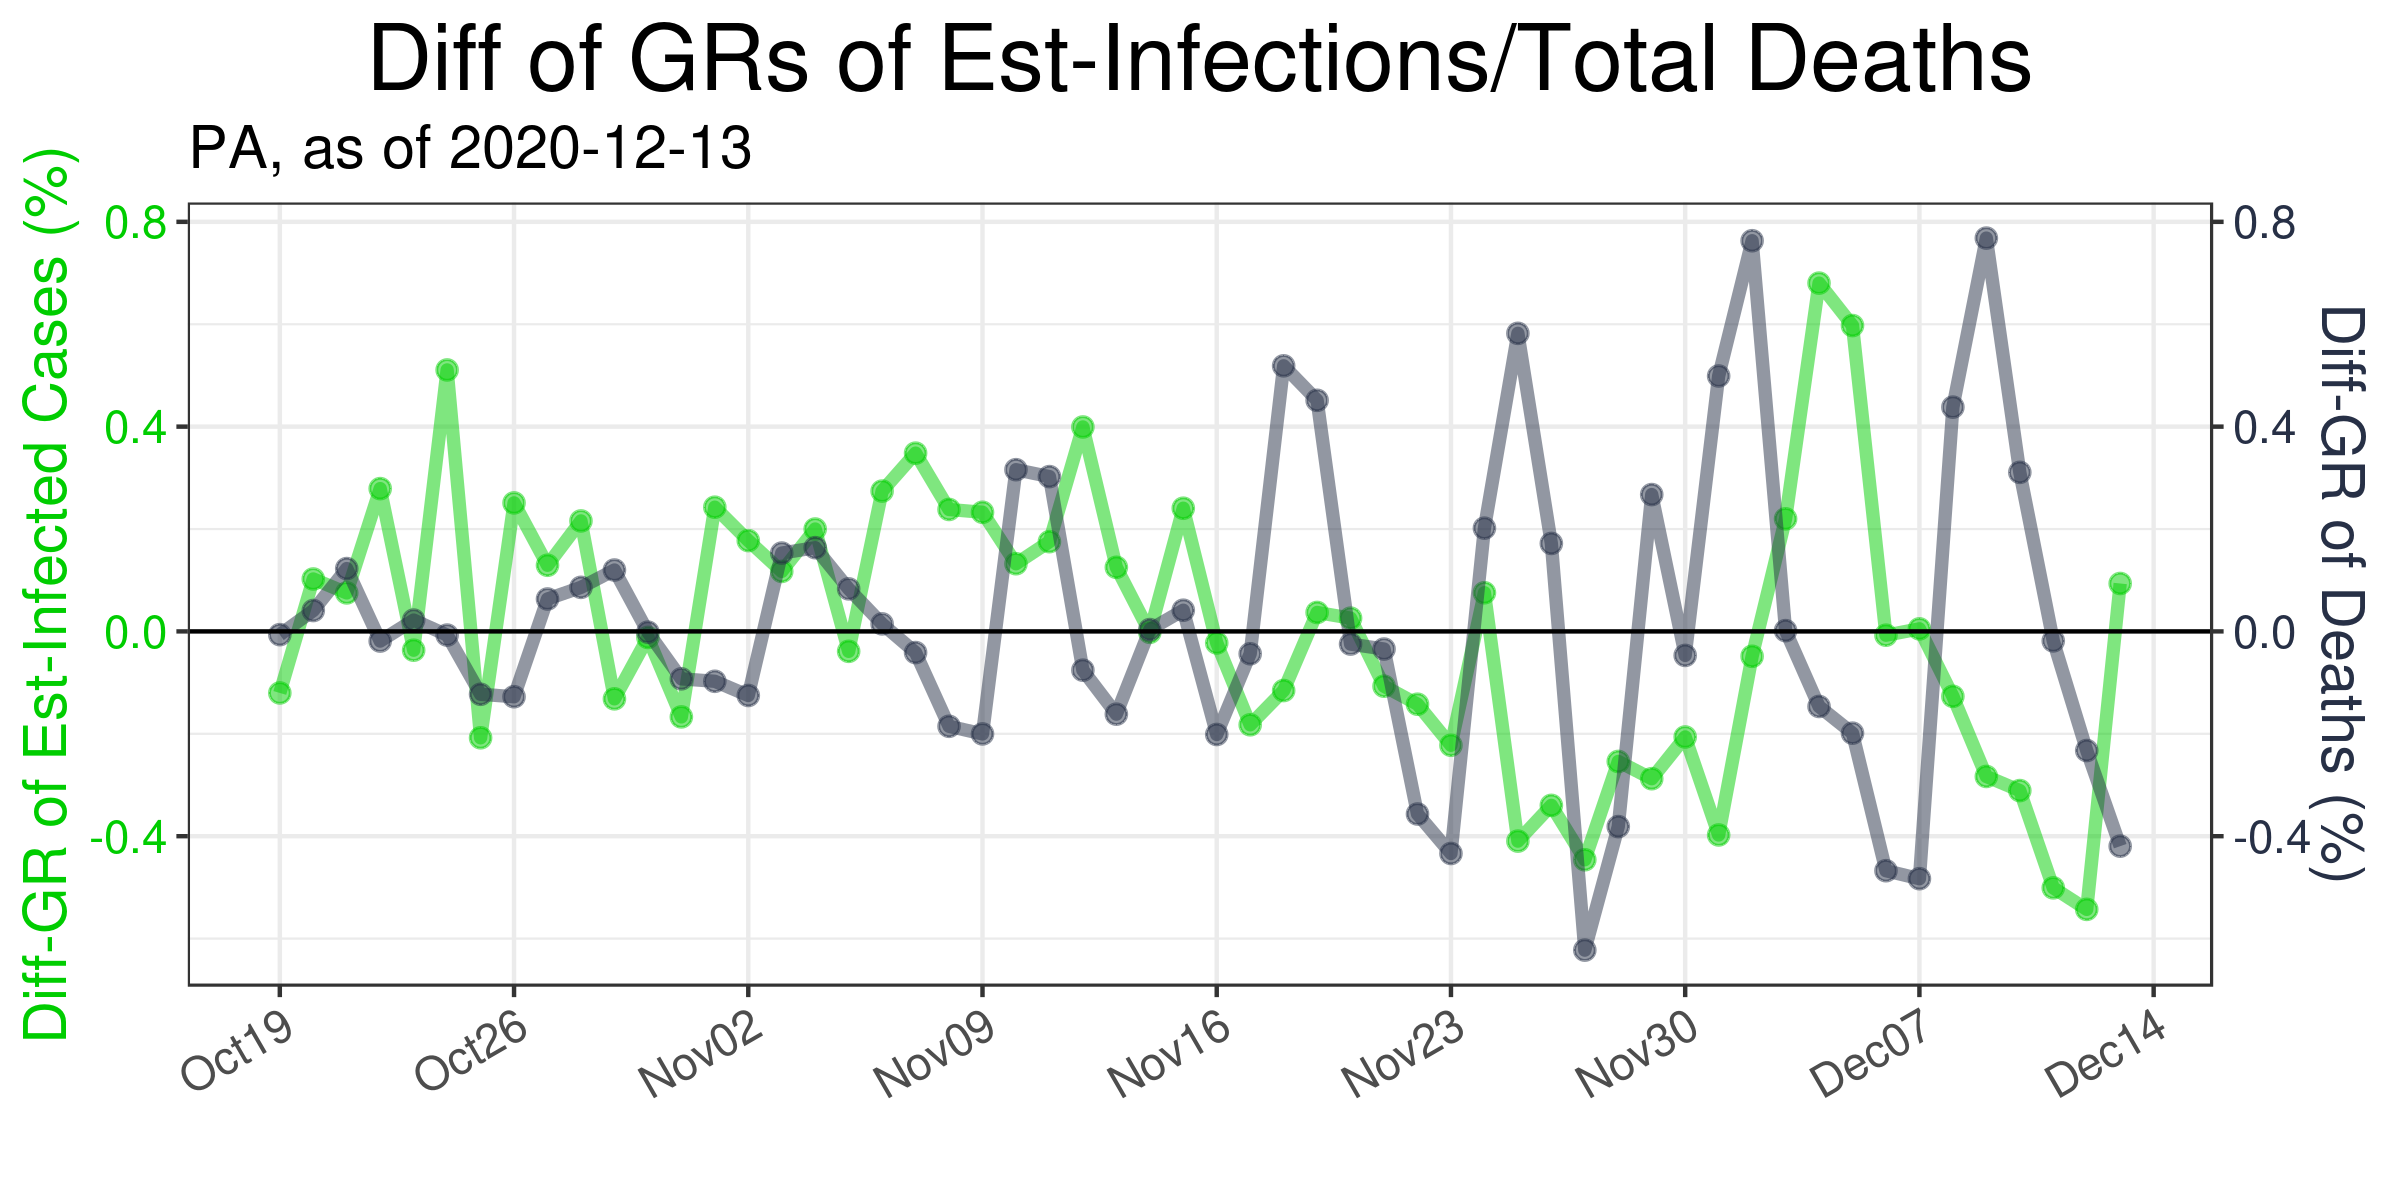 Diff of GRs of Est-Infections/Total Deaths
PA, as of 2020-12-13
Diff-GR of Est-Infected Cases (%)
0.8
0.4
0.0
-0.4
0.8
0.4
0.0
-0.4
Diff-GR of Deaths (%)
Oct19
Oct26
Nov02
Nov09
Nov16
Nov23
Nov30
Dec07
Dec14